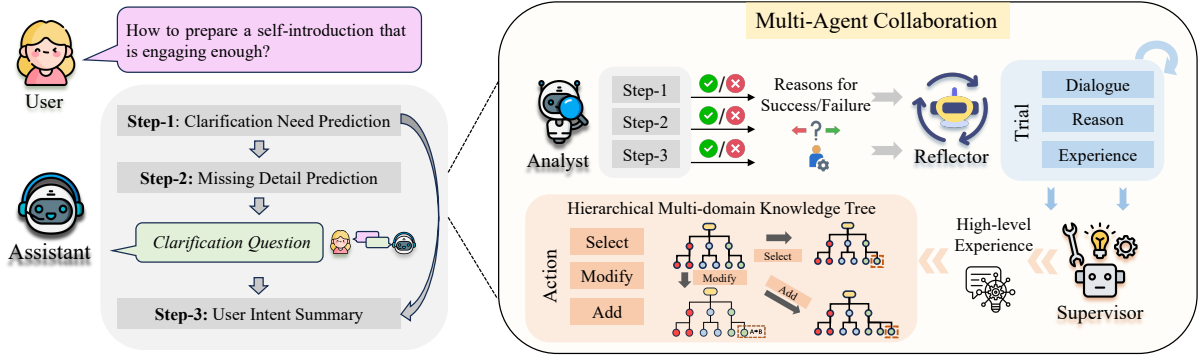 How to prepare a self-introduction that
is engaging enough?
User
Step-1: Clarification Need Prediction
Step-2: Missing Detail Prediction
Clarification Question
Assistant
Step-3: User Intent Summary
Multi-Agent Collaboration
Analyst
Step-1
Step-2
Step-3
/
/
/
Reasons for
Success/Failure
?
Reflector
Trial
Dialogue
Reason
Experience
Hierarchical Multi-domain Knowledge Tree
Action
Select
Modify
Add
Select
Modify
Add
A➔B
High-level
Experience
Supervisor